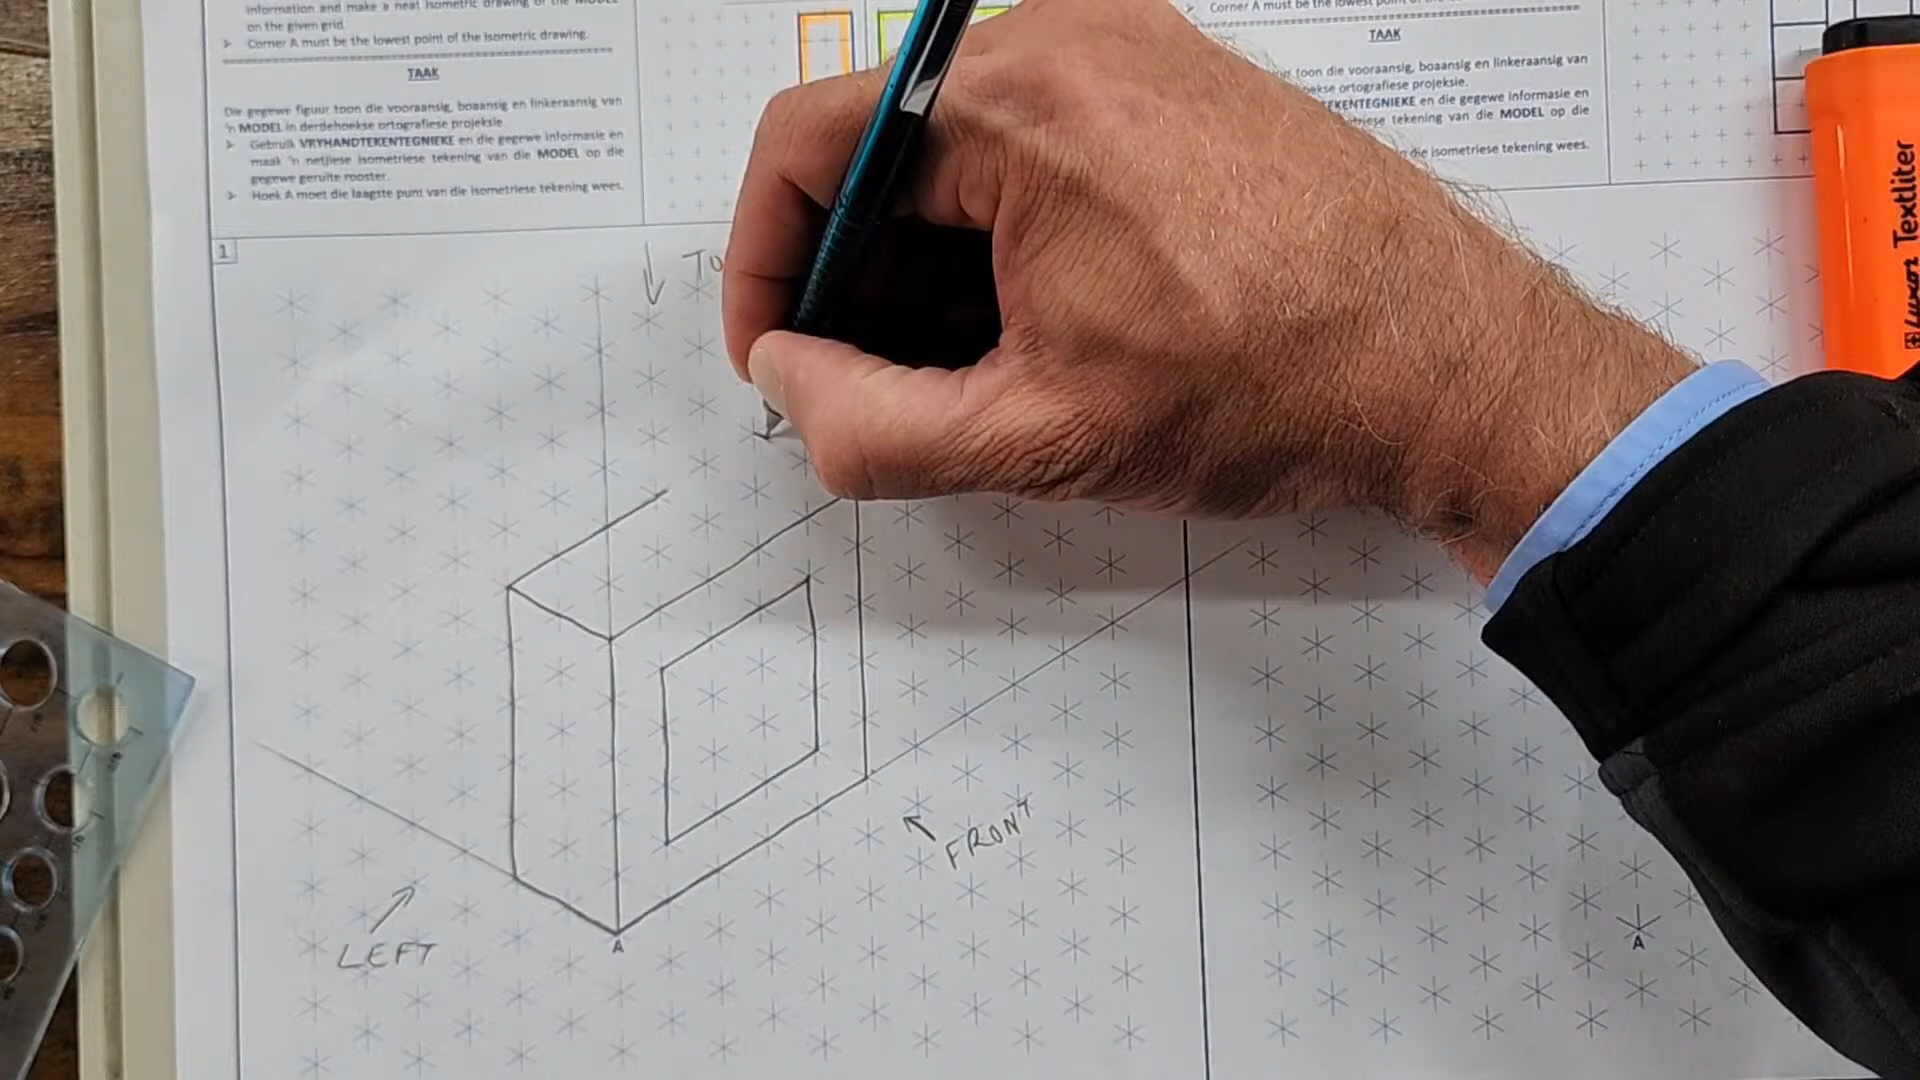 information and make a neat isometric drawing of the MODEL
on the given grid.
➤ Corner A must be the lowest point of the isometric drawing.
TAAK
Die gegewe figuur toon die vooraansig, boaansig en linkeraansig van
'n MODEL in derdehoekse ortografiese projeksie.
➤ Gebruik VRYHANDTEKENTEGNIEKE en die gegewe informasie en
maak 'n netjiese isometriese tekening van die MODEL op die
gegewe geruite rooster.
➤ Hoek A moet die laagste punt van die isometriese tekening wees.
➤ Corner A must be the lowest point
TAAK
toon die vooraansig, boaansig en linkeraansig van
ortografiese projeksie.
en die gegewe informasie en
tekening van die MODEL op die
die isometriese tekening wees.
1
TO
FRONT
LEFT
A
A
Luxor Textliter